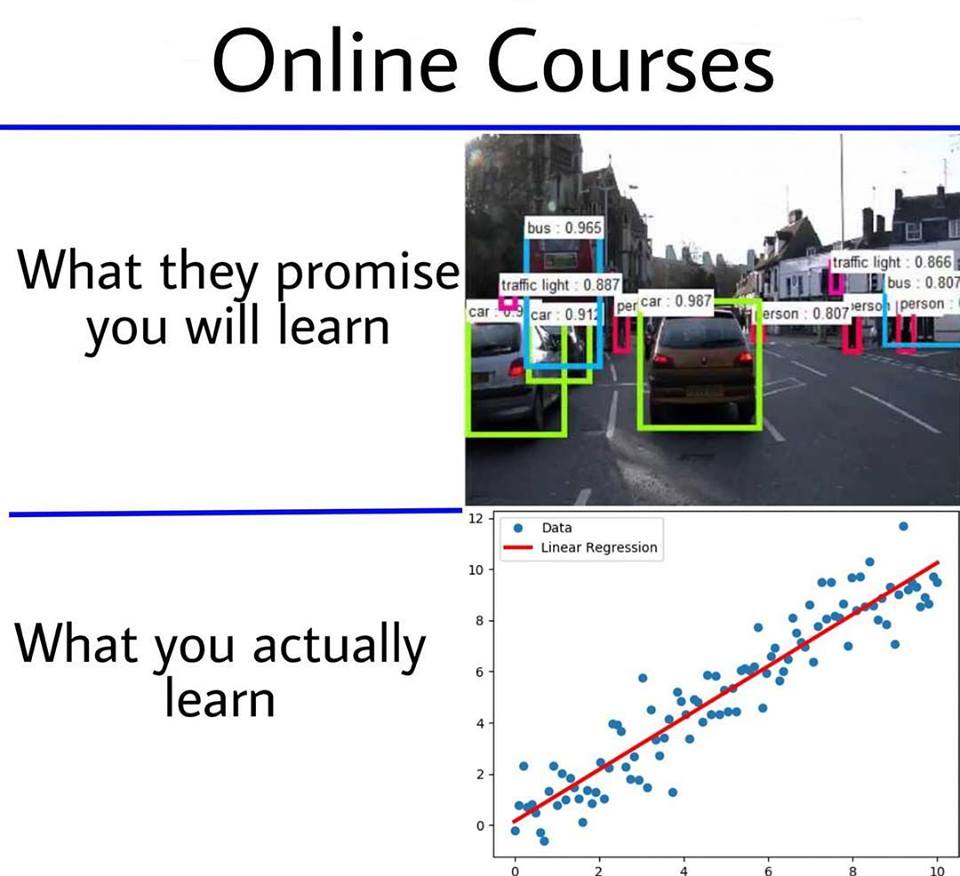 Online Courses
What they promise
you will learn
bus : 0.965
traffic light : 0.866
traffic light : 0.887
bus : 0.807
car : 0.9
car : 0.912
per
car : 0.987
erson : 0.807
erson
person :
What you actually
learn
Data
Linear Regression
12
10
8
6
4
2
0
0
2
4
6
8
10